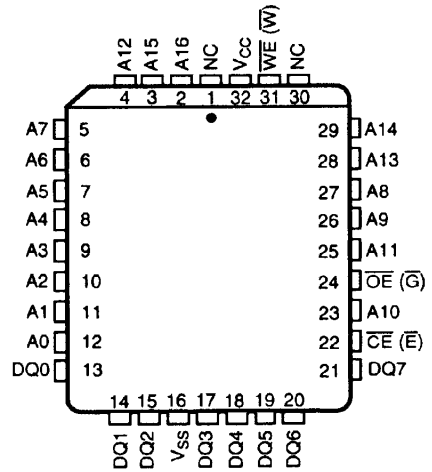 A12 A15 A16 NC VCC W̅E̅ (W̅) NC
4 3 2 1 32 31 30
A7 5 29 A14
A6 6 28 A13
A5 7 27 A8
A4 8 26 A9
A3 9 25 A11
A2 10 24 O̅E̅ (G̅)
A1 11 23 A10
A0 12 22 C̅E̅ (E̅)
DQ0 13 21 DQ7
14 15 16 17 18 19 20
DQ1 DQ2 VSS DQ3 DQ4 DQ5 DQ6